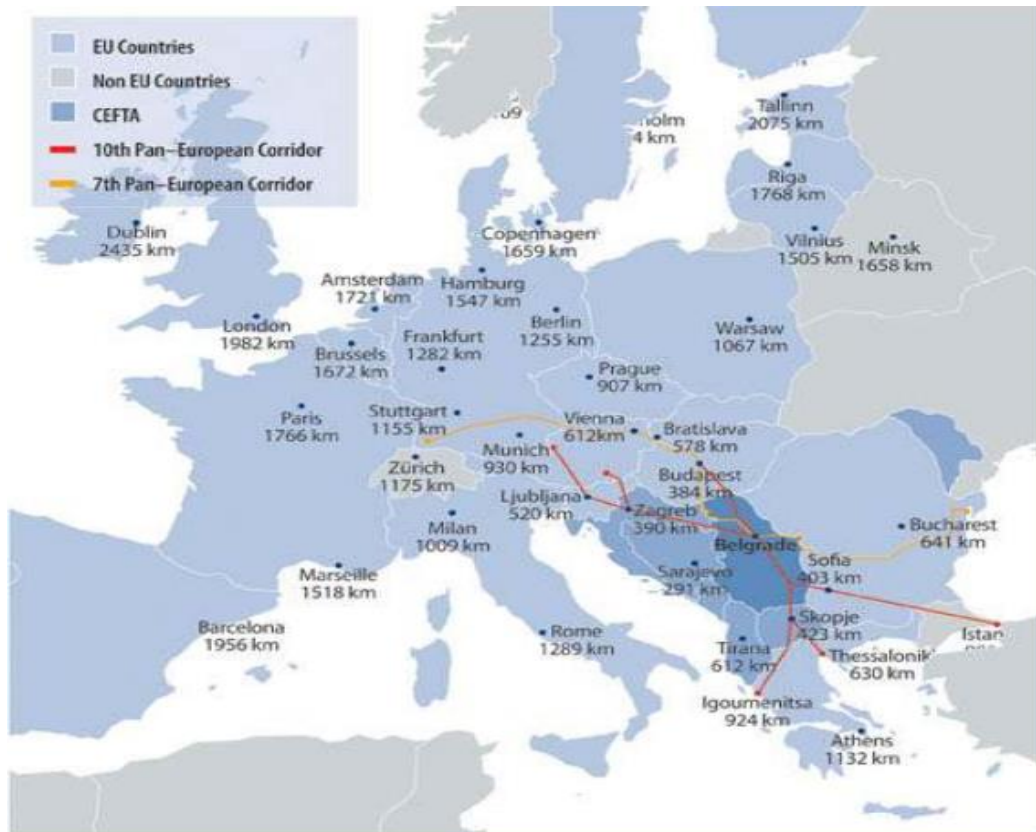 EU Countries
Non EU Countries
CEFTA
10th Pan-European Corridor
7th Pan-European Corridor
Tallinn
2075 km
Riga
1768 km
Dublin
2435 km
Copenhagen
1659 km
Vilnius
1505 km
Minsk
1658 km
Amsterdam
1721 km
Hamburg
1547 km
London
1982 km
Berlin
1255 km
Warsaw
1067 km
Brussels
1672 km
Frankfurt
1282 km
Prague
907 km
Paris
1766 km
Stuttgart
1155 km
Vienna
612km
Bratislava
578 km
Munich
930 km
Zürich
1175 km
Budapest
384 km
Ljubljana
520 km
Zagreb
390 km
Milan
1009 km
Belgrade
Bucharest
641 km
Sofia
403 km
Sarajevo
291 km
Marseille
1518 km
Barcelona
1956 km
Rome
1289 km
Skopje
423 km
Istan
Tirana
612 km
Thessalonik
630 km
Igoumenitsa
924 km
Athens
1132 km